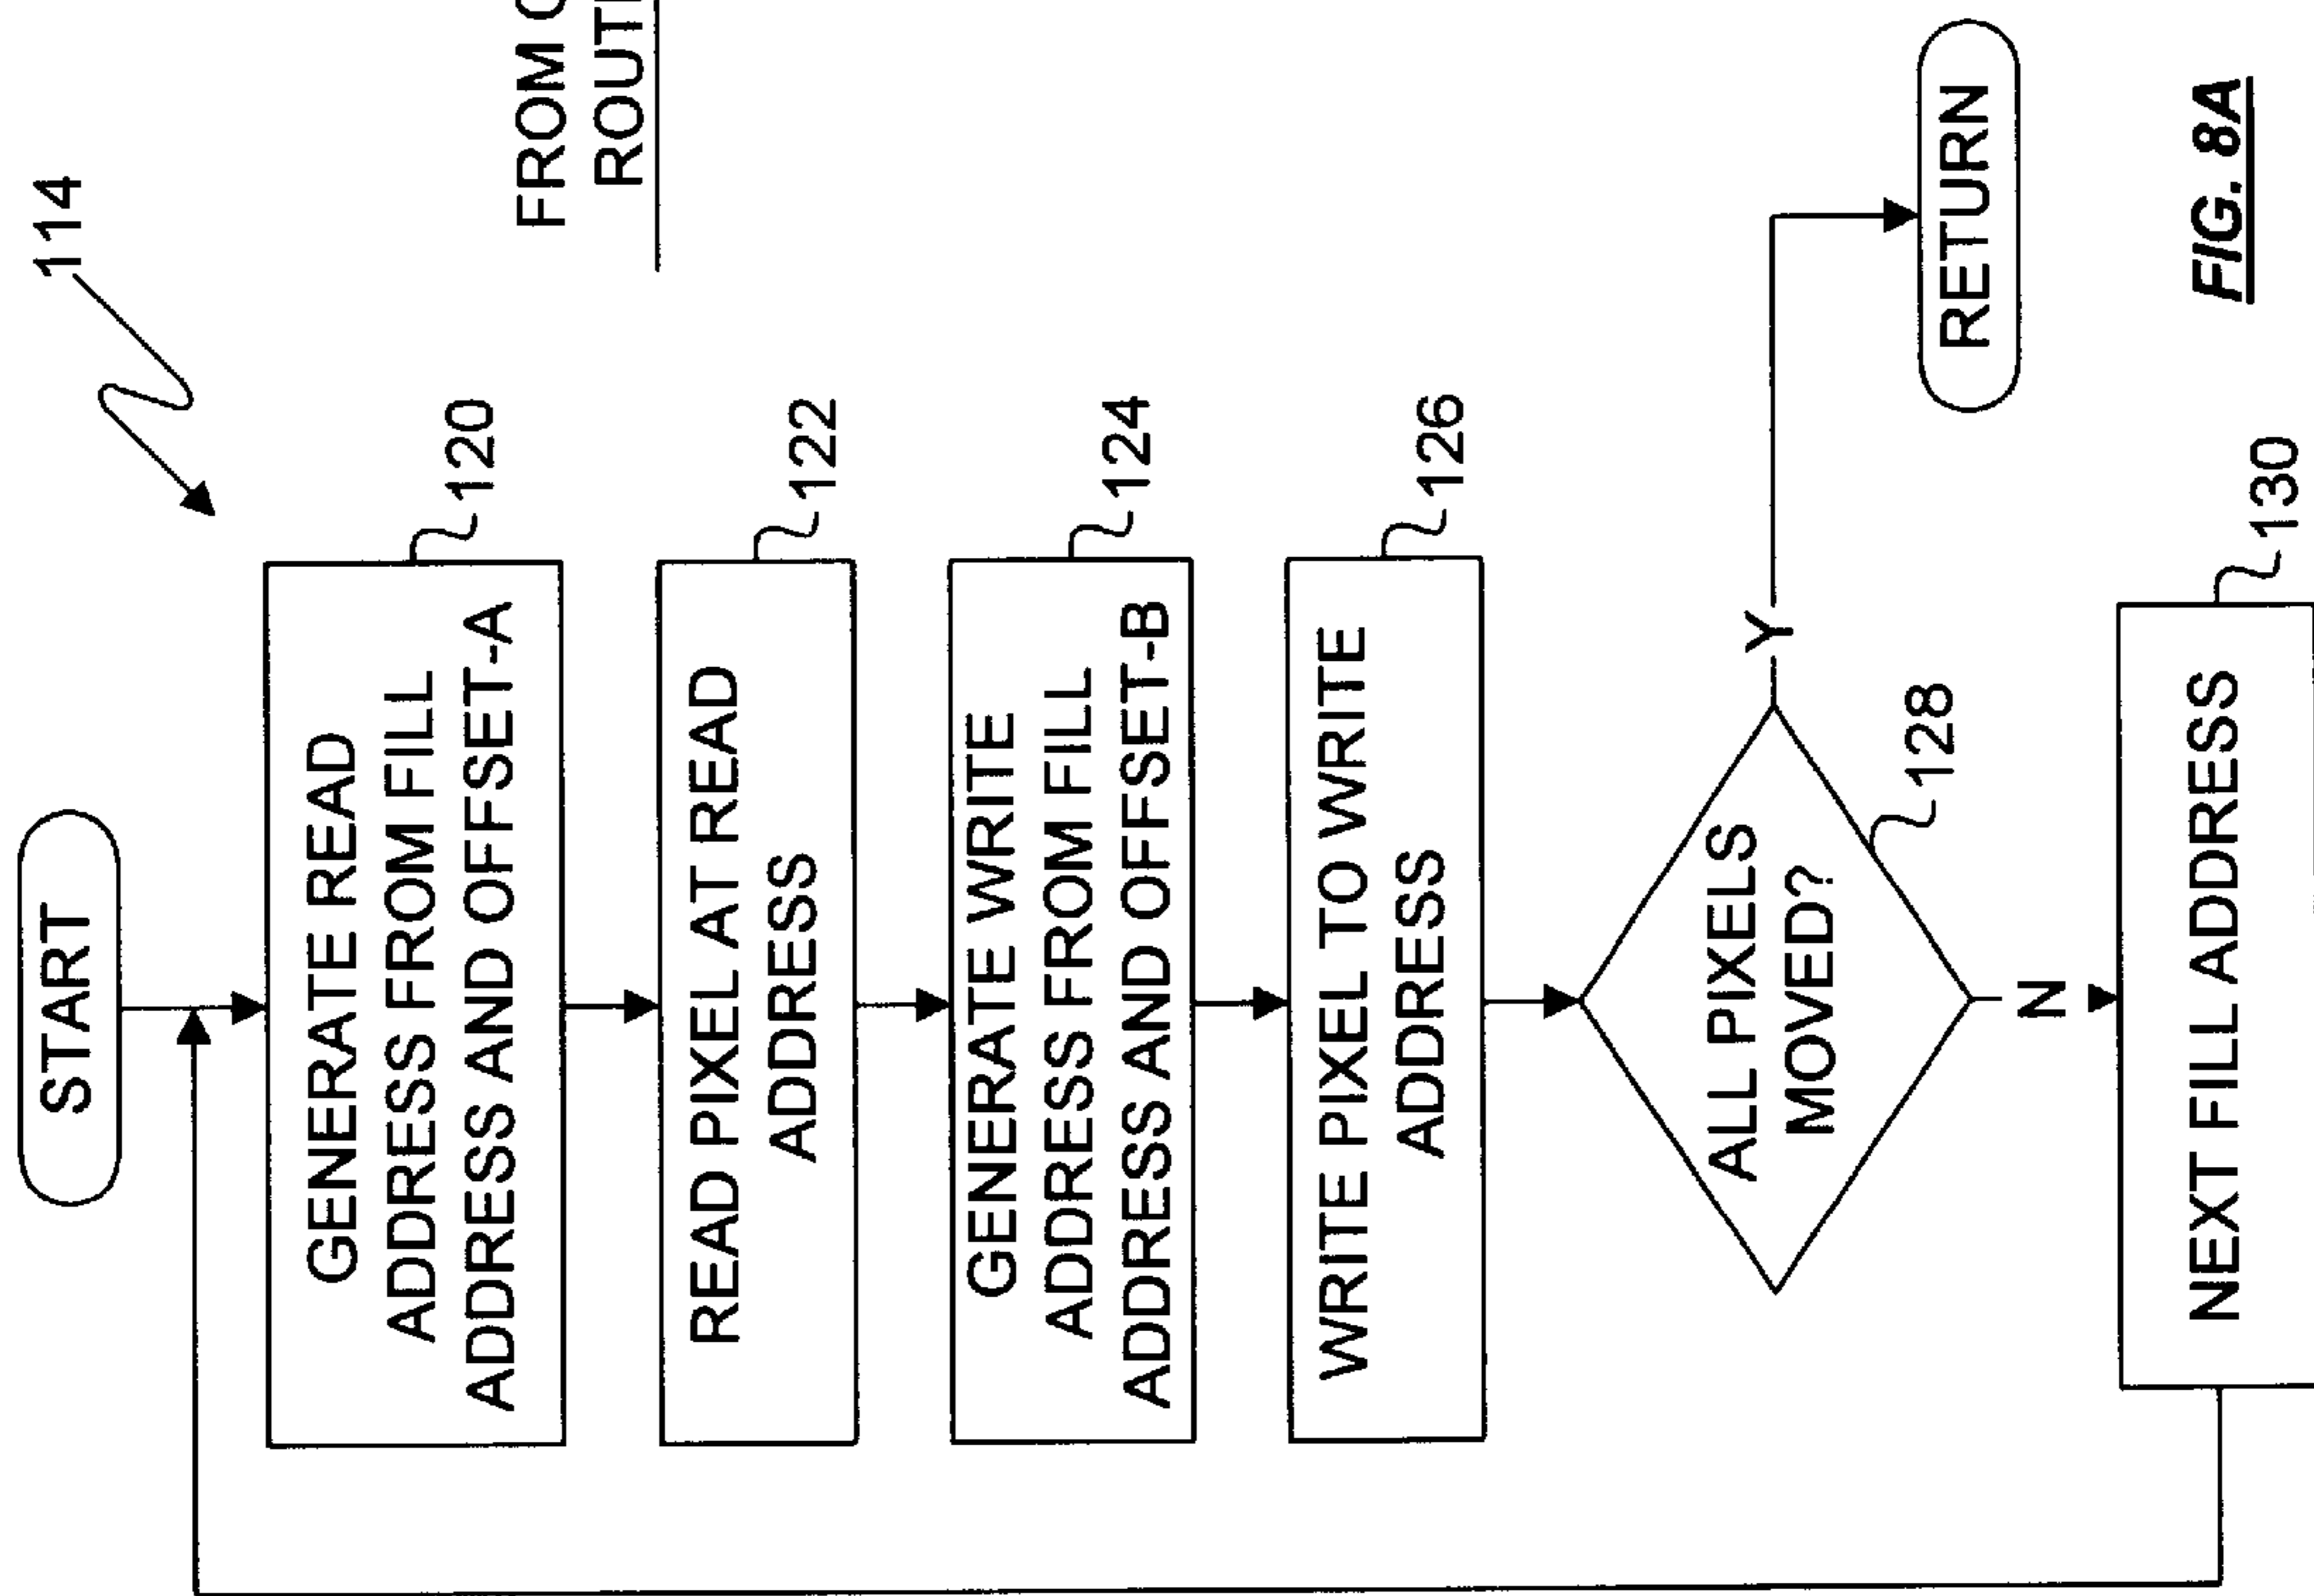 114
START
GENERATE READ
ADDRESS FROM FILL
ADDRESS AND OFFSET-A
120
READ PIXEL AT READ
ADDRESS
122
GENERATE WRITE
ADDRESS FROM FILL
ADDRESS AND OFFSET-B
124
WRITE PIXEL TO WRITE
ADDRESS
126
ALL PIXELS
MOVED?
128
Y
RETURN
N
NEXT FILL ADDRESS
130
FIG. 8A
FROM